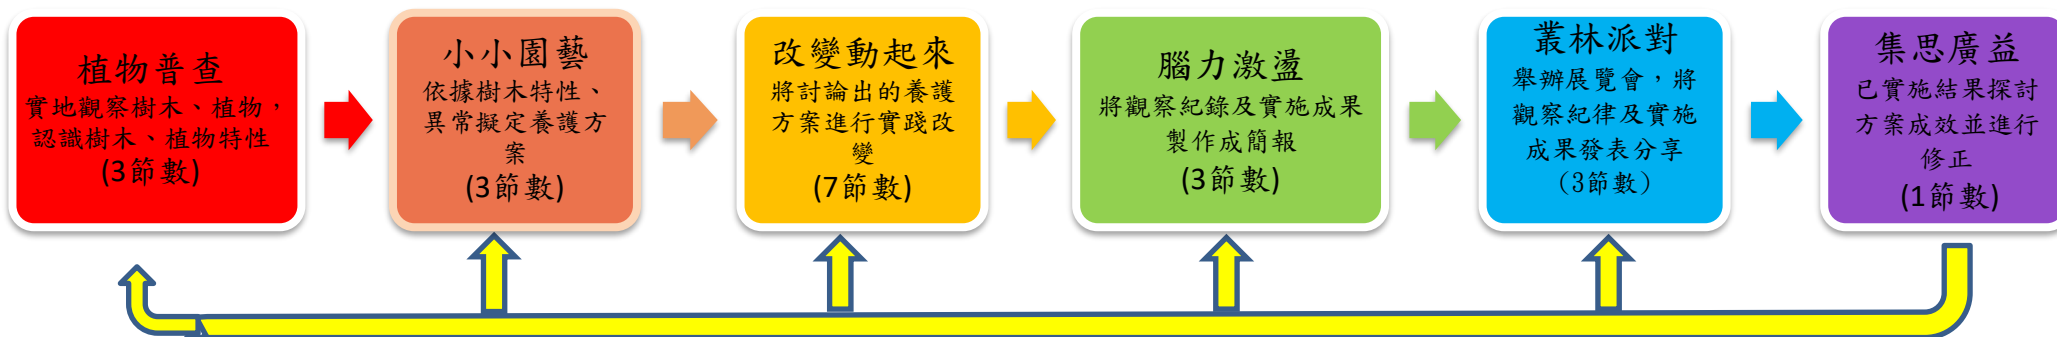 植物普查
實地觀察樹木、植物，
認識樹木、植物特性
(3節數)
小小園藝
依據樹木特性、
異常擬定養護方
案
(3節數)
改變動起來
將討論出的養護
方案進行實踐改
變
(7節數)
腦力激盪
將觀察紀錄及實施成果
製作成簡報
(3節數)
叢林派對
舉辦展覽會，將
觀察紀律及實施
成果發表分享
（3節數）
集思廣益
已實施結果探討
方案成效並進行
修正
(1節數)